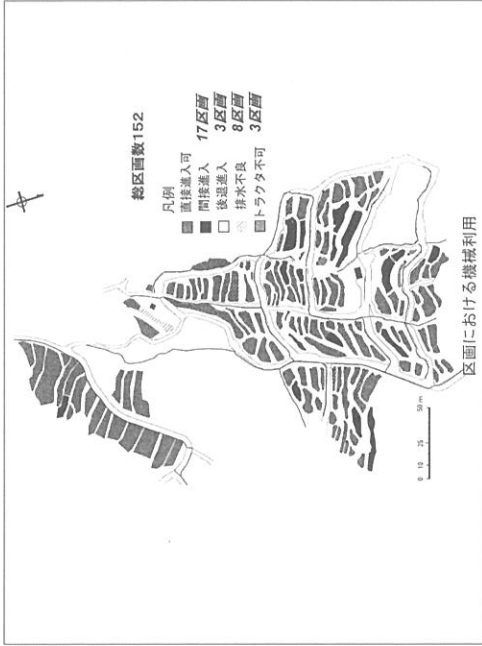 総区画数152
凡例
直接進入可
間接進入 17区画
後退進入 3区画
排水不良 8区画
トラクタ不可 3区画
0 10 25 50 m
区画における機械利用